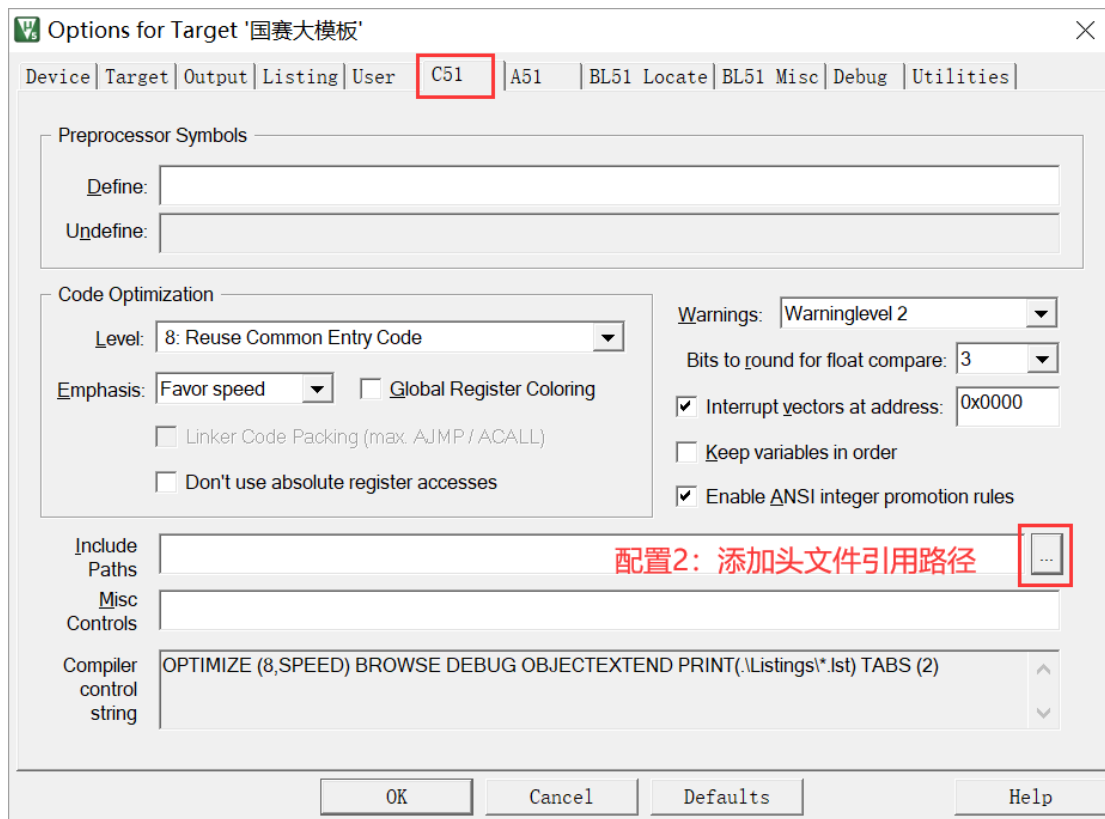 Options for Target '国赛大模板'
Device Target Output Listing User C51 A51 BL51 Locate BL51 Misc Debug Utilities
Preprocessor Symbols
Define:
Undefine:
Code Optimization
Level: 8: Reuse Common Entry Code
Emphasis: Favor speed Global Register Coloring
Linker Code Packing (max. AJMP / ACALL)
Don't use absolute register accesses
Warnings: Warninglevel 2
Bits to round for float compare: 3
Interrupt vectors at address: 0x0000
Keep variables in order
Enable ANSI integer promotion rules
Include
Paths
配置2：添加头文件引用路径 ...
Misc
Controls
Compiler
control
string
OPTIMIZE (8,SPEED) BROWSE DEBUG OBJECTEXTEND PRINT(.\Listings\*.lst) TABS (2)
OK Cancel Defaults Help